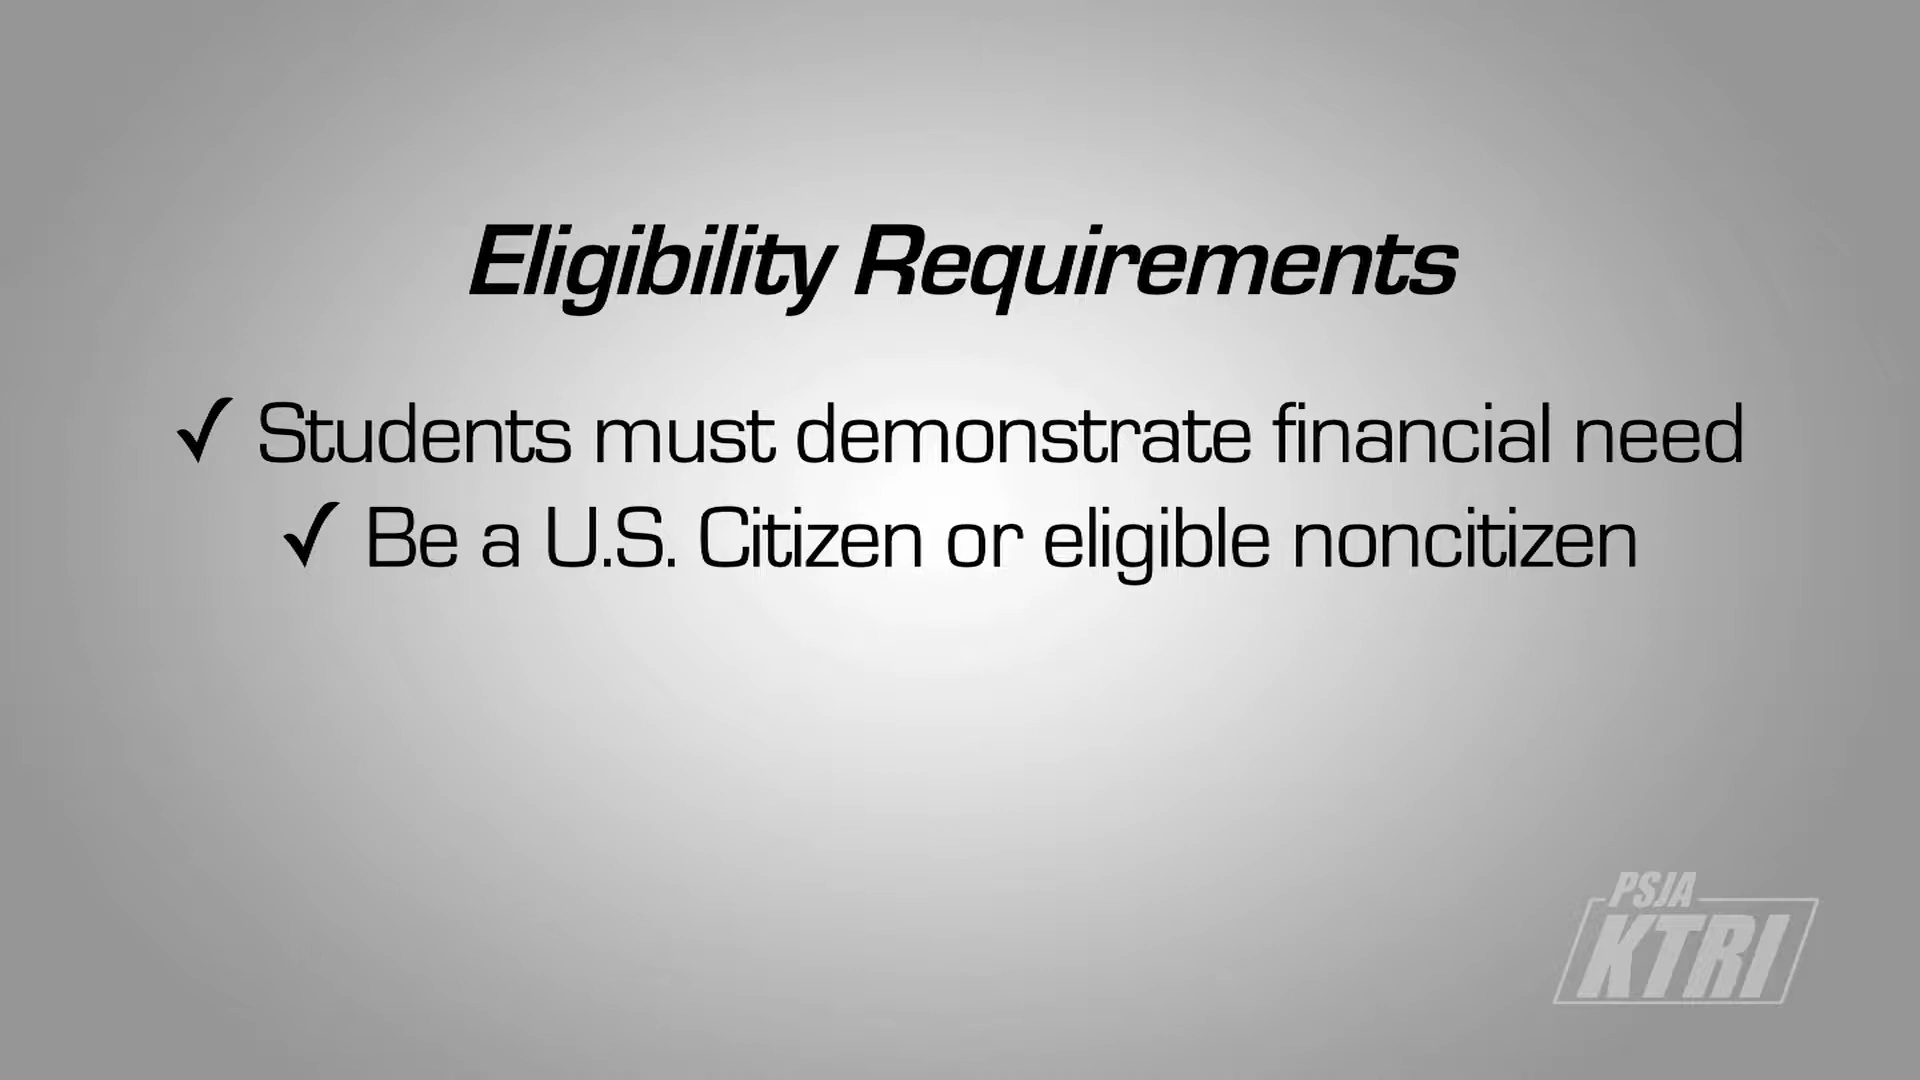 Eligibility Requirements
✓ Students must demonstrate financial need
✓ Be a U.S. Citizen or eligible noncitizen
PSJA
KTRI